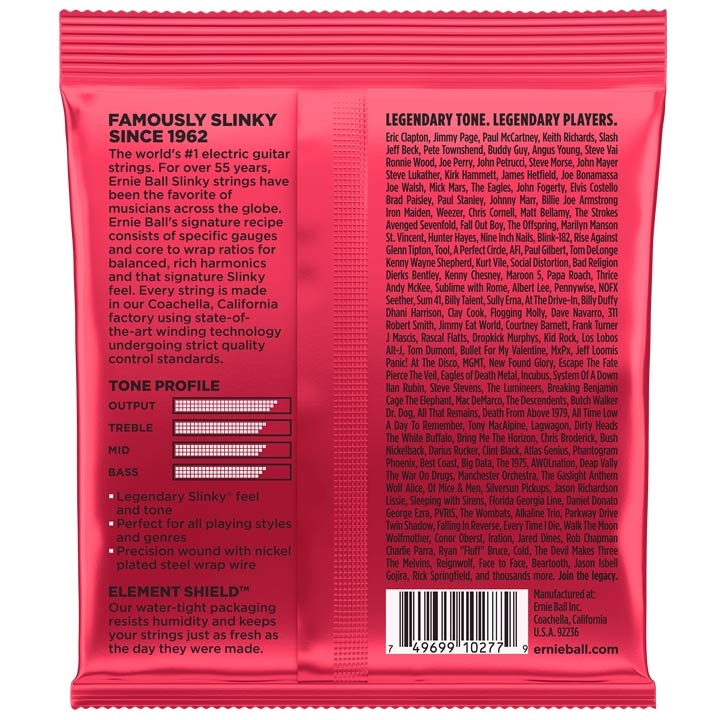 FAMOUSLY SLINKY
SINCE 1962
The world's #1 electric guitar
strings. For over 55 years,
Ernie Ball Slinky strings have
been the favorite of
musicians across the globe.
Ernie Ball's signature recipe
consists of specific gauges
and core to wrap ratios for
balanced, rich harmonics
and that signature Slinky
feel. Every string is made
in our Coachella, California
factory using state-of-
the-art winding technology
undergoing strict quality
control standards.
TONE PROFILE
OUTPUT
TREBLE
MID
BASS
▪ Legendary Slinky® feel
and tone
▪ Perfect for all playing styles
and genres
▪ Precision wound with nickel
plated steel wrap wire
ELEMENT SHIELD™
Our water-tight packaging
resists humidity and keeps
your strings just as fresh as
the day they were made.
LEGENDARY TONE. LEGENDARY PLAYERS.
Eric Clapton, Jimmy Page, Paul McCartney, Keith Richards, Slash
Jeff Beck, Pete Townshend, Buddy Guy, Angus Young, Steve Vai
Ronnie Wood, Joe Perry, John Petrucci, Steve Morse, John Mayer
Steve Lukather, Kirk Hammett, James Hetfield, Joe Bonamassa
Joe Walsh, Mick Mars, The Eagles, John Fogerty, Elvis Costello
Brad Paisley, Paul Stanley, Johnny Marr, Billie Joe Armstrong
Iron Maiden, Weezer, Chris Cornell, Matt Bellamy, The Strokes
Avenged Sevenfold, Fall Out Boy, The Offspring, Marilyn Manson
St. Vincent, Hunter Hayes, Nine Inch Nails, Blink-182, Rise Against
Glenn Tipton, Tool, A Perfect Circle, AFI, Paul Gilbert, Tom DeLonge
Kenny Wayne Shepherd, Kurt Vile, Social Distortion, Bad Religion
Dierks Bentley, Kenny Chesney, Maroon 5, Papa Roach, Thrice
Andy McKee, Sublime with Rome, Albert Lee, Pennywise, NOFX
Seether, Sum 41, Billy Talent, Sully Erna, At The Drive-In, Billy Duffy
Dhani Harrison, Clay Cook, Flogging Molly, Dave Navarro, 311
Robert Smith, Jimmy Eat World, Courtney Barnett, Frank Turner
J Mascis, Rascal Flatts, Dropkick Murphys, Kid Rock, Los Lobos
Alt-J, Tom Dumont, Bullet For My Valentine, MxPx, Jeff Loomis
Panic! At The Disco, MGMT, New Found Glory, Escape The Fate
Pierce The Veil, Eagles of Death Metal, Incubus, System Of A Down
Ilan Rubin, Steve Stevens, The Lumineers, Breaking Benjamin
Cage The Elephant, Mac DeMarco, The Descendents, Butch Walker
Dr. Dog, All That Remains, Death From Above 1979, All Time Low
A Day To Remember, Tony MacAlpine, Lagwagon, Dirty Heads
The White Buffalo, Bring Me The Horizon, Chris Broderick, Bush
Nickelback, Darius Rucker, Clint Black, Atlas Genius, Phantogram
Phoenix, Best Coast, Big Data, The 1975, AWOLnation, Deap Vally
The War On Drugs, Manchester Orchestra, The Gaslight Anthem
Wolf Alice, Of Mice & Men, Silversun Pickups, Jason Richardson
Lissie, Sleeping with Sirens, Florida Georgia Line, Daniel Donato
George Ezra, PVRIS, The Wombats, Alkaline Trio, Parkway Drive
Twin Shadow, Falling In Reverse, Every Time I Die, Walk The Moon
Wolfmother, Conor Oberst, Iration, Jared Dines, Rob Chapman
Charlie Parra, Ryan "Fluff" Bruce, Cold, The Devil Makes Three
The Melvins, Reignwolf, Face to Face, Beartooth, Jason Isbell
Gojira, Rick Springfield, and thousands more. Join the legacy.
7 49699 10277 9
Manufactured at:
Ernie Ball Inc.
Coachella, California
U.S.A. 92236
ernieball.com